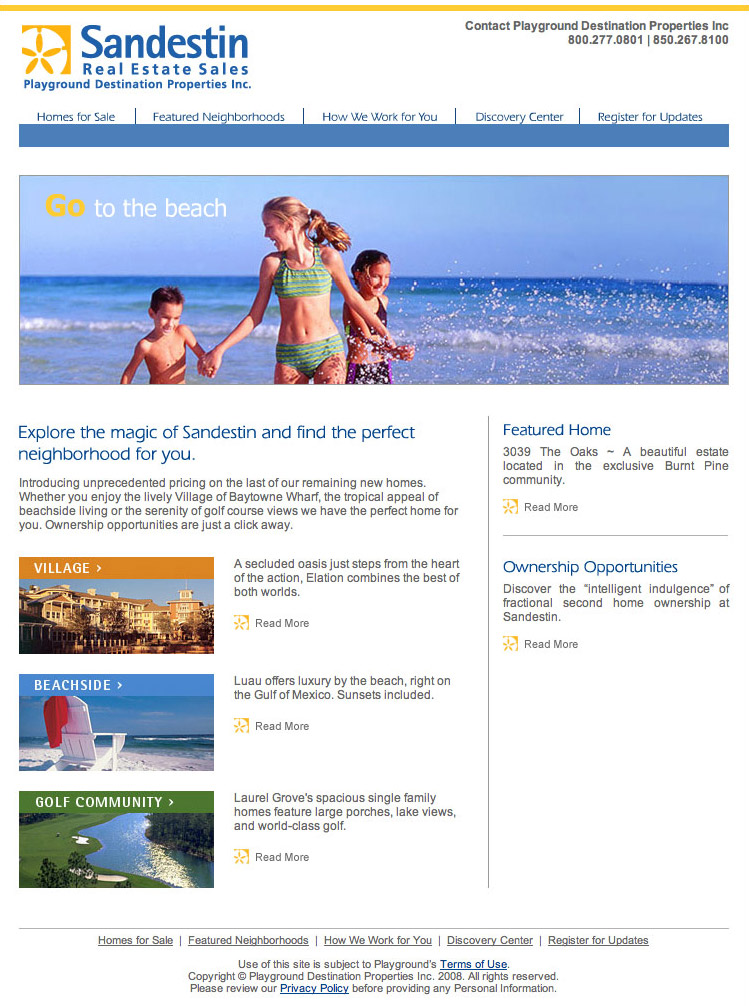 Sandestin
Real Estate Sales
Playground Destination Properties Inc.
Contact Playground Destination Properties Inc
800.277.0801 | 850.267.8100
Homes for Sale | Featured Neighborhoods | How We Work for You | Discovery Center | Register for Updates
Go to the beach
Explore the magic of Sandestin and find the perfect
neighborhood for you.
Introducing unprecedented pricing on the last of our remaining new homes.
Whether you enjoy the lively Village of Baytowne Wharf, the tropical appeal of
beachside living or the serenity of golf course views we have the perfect home for
you. Ownership opportunities are just a click away.
VILLAGE ›
A secluded oasis just steps from the heart
of the action, Elation combines the best of
both worlds.
Read More
BEACHSIDE ›
Luau offers luxury by the beach, right on
the Gulf of Mexico. Sunsets included.
Read More
GOLF COMMUNITY ›
Laurel Grove's spacious single family
homes feature large porches, lake views,
and world-class golf.
Read More
Featured Home
3039 The Oaks ~ A beautiful estate
located in the exclusive Burnt Pine
community.
Read More
Ownership Opportunities
Discover the “intelligent indulgence” of
fractional second home ownership at
Sandestin.
Read More
Homes for Sale | Featured Neighborhoods | How We Work for You | Discovery Center | Register for Updates
Use of this site is subject to Playground's Terms of Use.
Copyright © Playground Destination Properties Inc. 2008. All rights reserved.
Please review our Privacy Policy before providing any Personal Information.